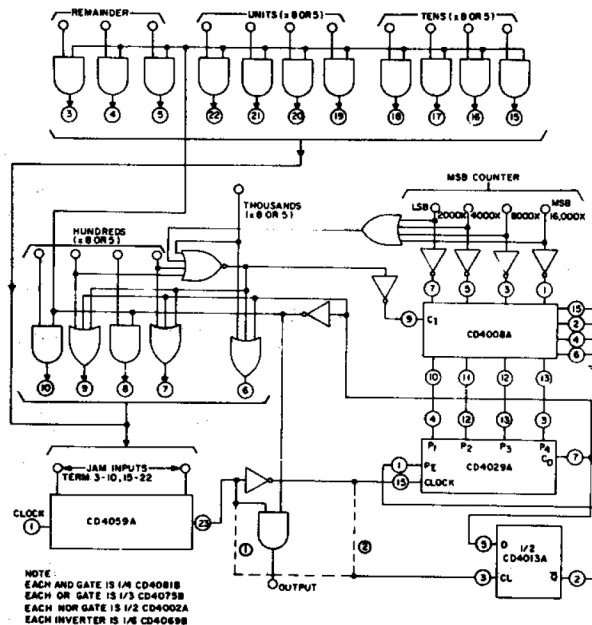 REMAINDER
UNITS (x 8 OR 5)
TENS (x 8 OR 5)
3 4 5 22 21 20 19 18 17 16 15
MSB COUNTER
THOUSANDS
(x 8 OR 5)
LSB 2000X 4000X 8000X MSB
16,000X
HUNDREDS
(x 8 OR 5)
7 5 3 1
9 C1 CD4008A 15
2
4
6
10 9 8 7 6
10 11 12 13
4 12 13 3
P1 P2 P3 P4
1 PE CO 7
CD4029A
15 CLOCK
JAM INPUTS
TERM 3-10, 15-22
CLOCK
1 CD4059A 23
1 2
5 D 1/2
CD4013A
3 CL Q 2
OUTPUT
NOTE:
EACH AND GATE IS 1/4 CD4081B
EACH OR GATE IS 1/3 CD4075B
EACH NOR GATE IS 1/2 CD4002A
EACH INVERTER IS 1/6 CD4069B